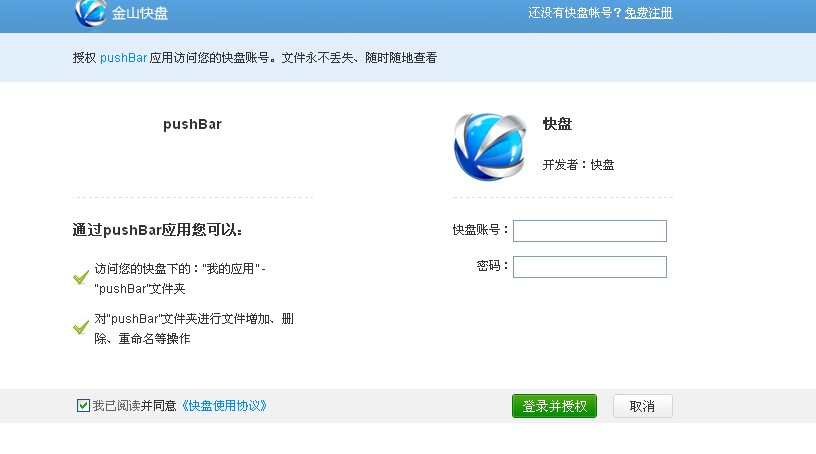 金山快盘
还没有快盘帐号？免费注册
授权 pushBar 应用访问您的快盘账号。文件永不丢失、随时随地查看
pushBar
快盘
开发者：快盘
通过pushBar应用您可以：
访问您的快盘下的："我的应用" -
"pushBar"文件夹
对"pushBar"文件夹进行文件增加、删
除、重命名等操作
快盘账号：
密码：
我已阅读并同意《快盘使用协议》
登录并授权
取消